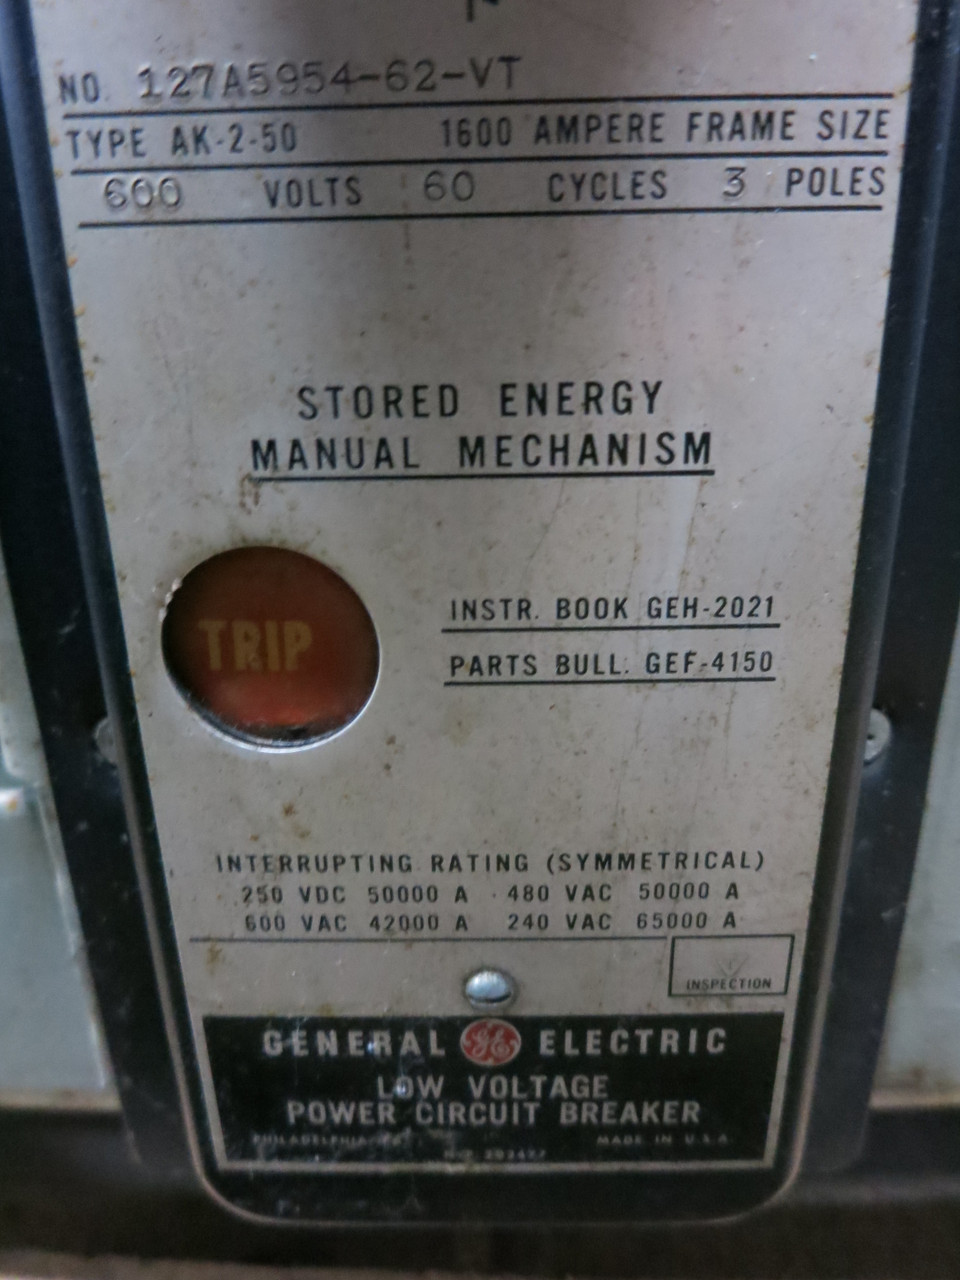 NO. 127A5954-62-VT
TYPE AK-2-50 1600 AMPERE FRAME SIZE
600 VOLTS 60 CYCLES 3 POLES
STORED ENERGY
MANUAL MECHANISM
TRIP
INSTR. BOOK GEH-2021
PARTS BULL. GEF-4150
INTERRUPTING RATING (SYMMETRICAL)
250 VDC 50000 A 480 VAC 50000 A
600 VAC 42000 A 240 VAC 65000 A
INSPECTION
GENERAL GE ELECTRIC
LOW VOLTAGE
POWER CIRCUIT BREAKER
PHILADELPHIA MADE IN U.S.A.